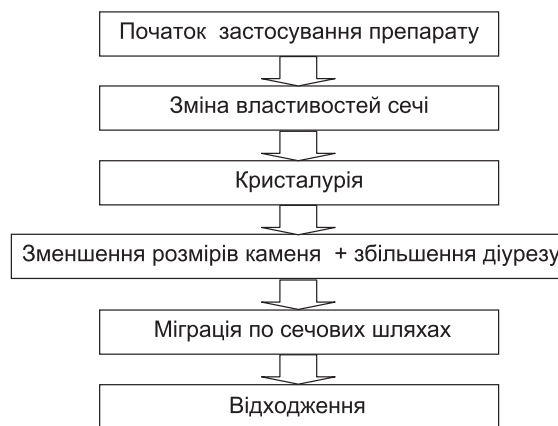 Початок застосування препарату
Зміна властивостей сечі
Кристалурія
Зменшення розмірів каменя + збільшення діурезу
Міграція по сечових шляхах
Відходження